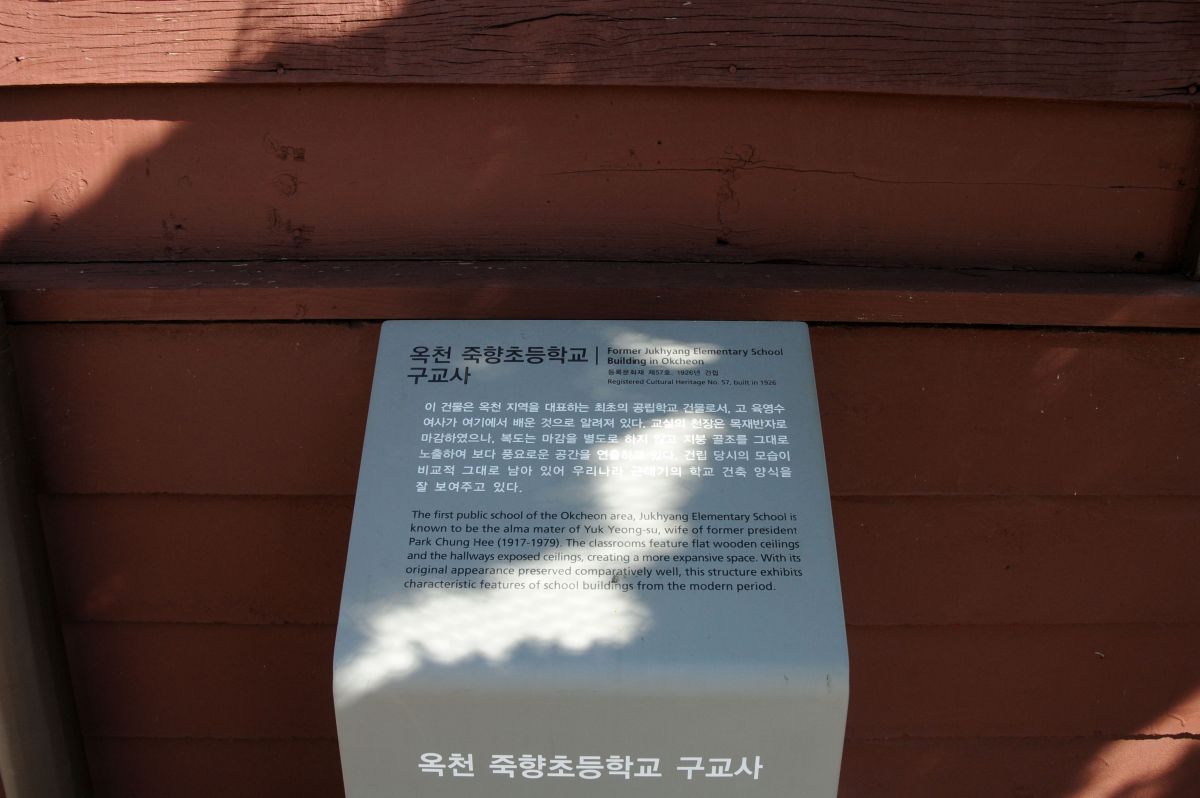 옥천 죽향초등학교
구교사
Former Jukhyang Elementary School
Building in Okcheon
등록문화재 제57호, 1926년 건립
Registered Cultural Heritage No. 57, built in 1926
이 건물은 옥천 지역을 대표하는 최초의 공립학교 건물로서, 고 육영수
여사가 여기에서 배운 것으로 알려져 있다. 교실의 천장은 목재반자로
마감하였으나, 복도는 마감을 별도로 하지 않고 지붕 골조를 그대로
노출하여 보다 풍요로운 공간을 연출하고 있다. 건립 당시의 모습이
비교적 그대로 남아 있어 우리나라 근대기의 학교 건축 양식을
잘 보여주고 있다.
The first public school of the Okcheon area, Jukhyang Elementary School is
known to be the alma mater of Yuk Yeong-su, wife of former president
Park Chung Hee (1917-1979). The classrooms feature flat wooden ceilings
and the hallways exposed ceilings, creating a more expansive space. With its
original appearance preserved comparatively well, this structure exhibits
characteristic features of school buildings from the modern period.
옥천 죽향초등학교 구교사